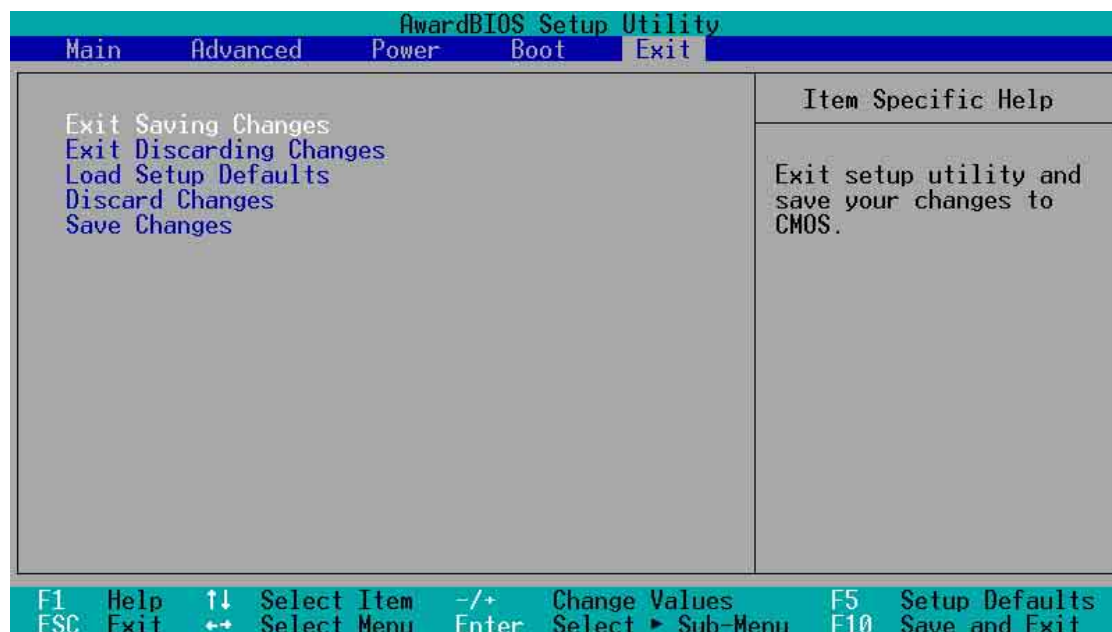 AwardBIOS Setup Utility
Main Advanced Power Boot Exit
Exit Saving Changes
Exit Discarding Changes
Load Setup Defaults
Discard Changes
Save Changes
Item Specific Help
Exit setup utility and
save your changes to
CMOS.
F1 Help ↑↓ Select Item -/+ Change Values F5 Setup Defaults
ESC Exit ←→ Select Menu Enter Select ► Sub-Menu F10 Save and Exit